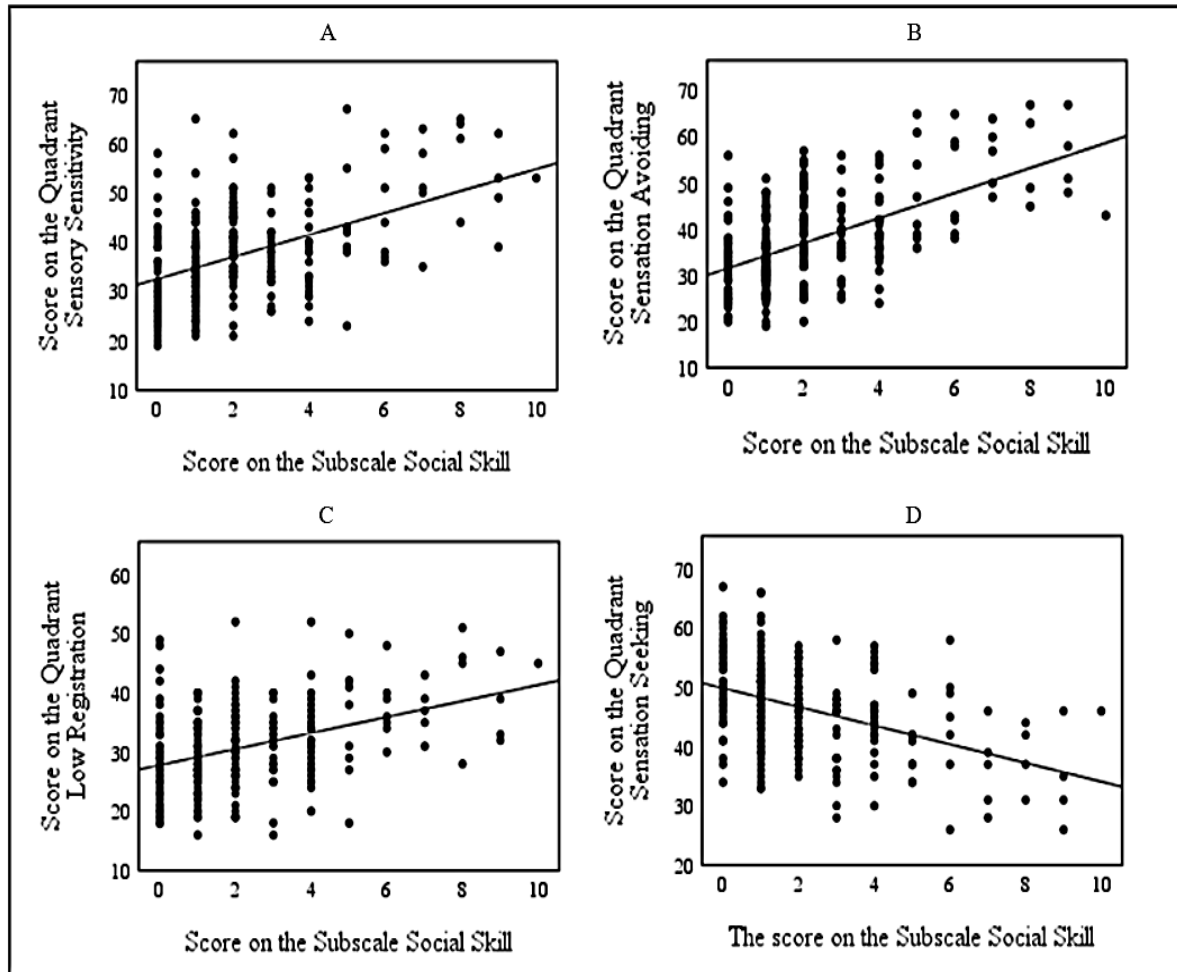 A
70
60
50
40
30
20
10
Score on the Quadrant
Sensory Sensitivity
0 2 4 6 8 10
Score on the Subscale Social Skill
B
70
60
50
40
30
20
10
Score on the Quadrant
Sensation Avoiding
0 2 4 6 8 10
Score on the Subscale Social Skill
C
60
50
40
30
20
10
Score on the Quadrant
Low Registration
0 2 4 6 8 10
Score on the Subscale Social Skill
D
70
60
50
40
30
20
Score on the Quadrant
Sensation Seeking
0 2 4 6 8 10
The score on the Subscale Social Skill